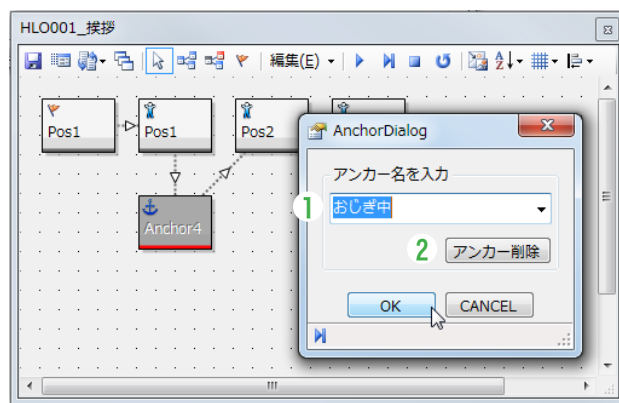 HLO001_挨拶
編集(E)
Pos1
Pos1
Pos2
Anchor4
AnchorDialog
アンカー名を入力
1
おじぎ中
2
アンカー削除
OK
CANCEL